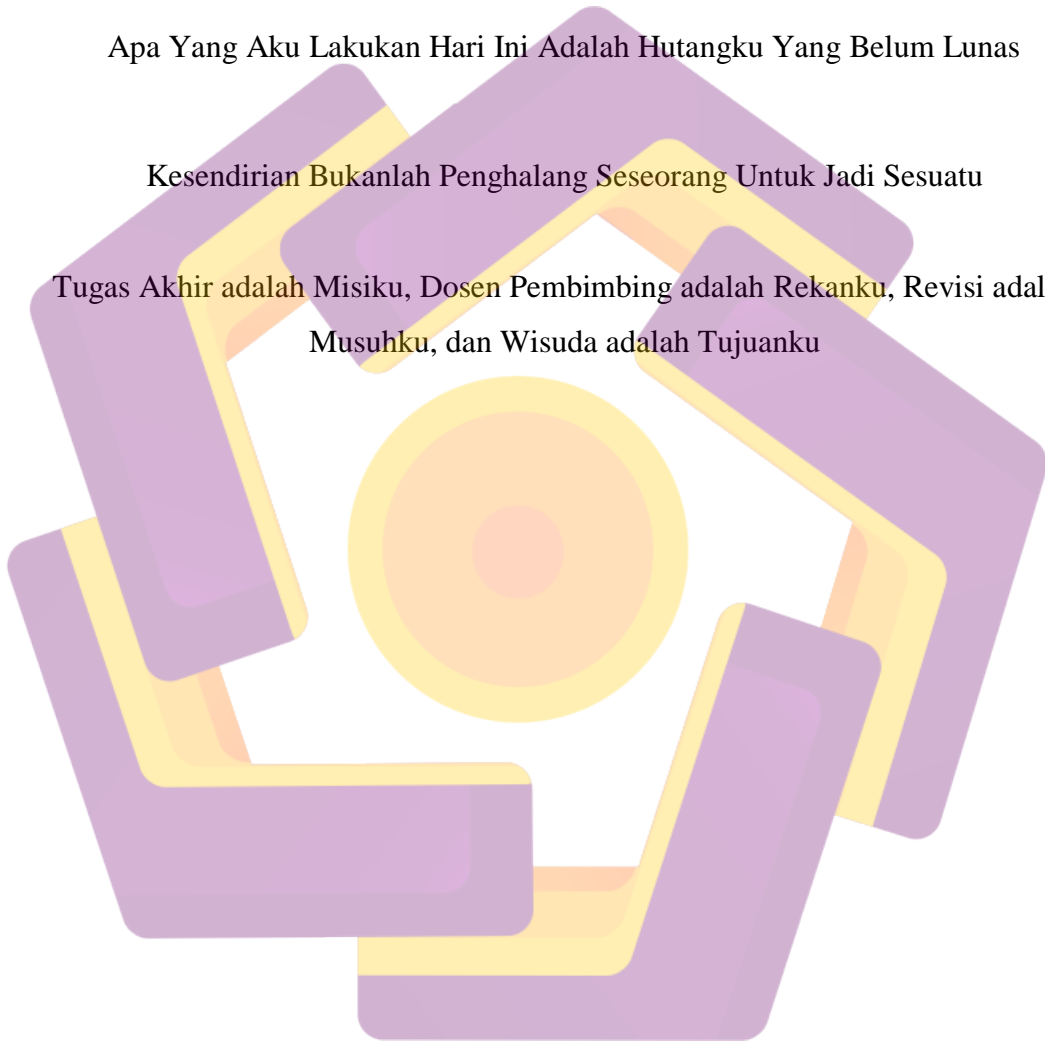 Apa Yang Aku Lakukan Hari Ini Adalah Hutangku Yang Belum Lunas
Kesendirian Bukanlah Penghalang Seseorang Untuk Jadi Sesuatu
Tugas Akhir adalah Misiku, Dosen Pembimbing adalah Rekanku, Revisi adal
Musuhku, dan Wisuda adalah Tujuanku